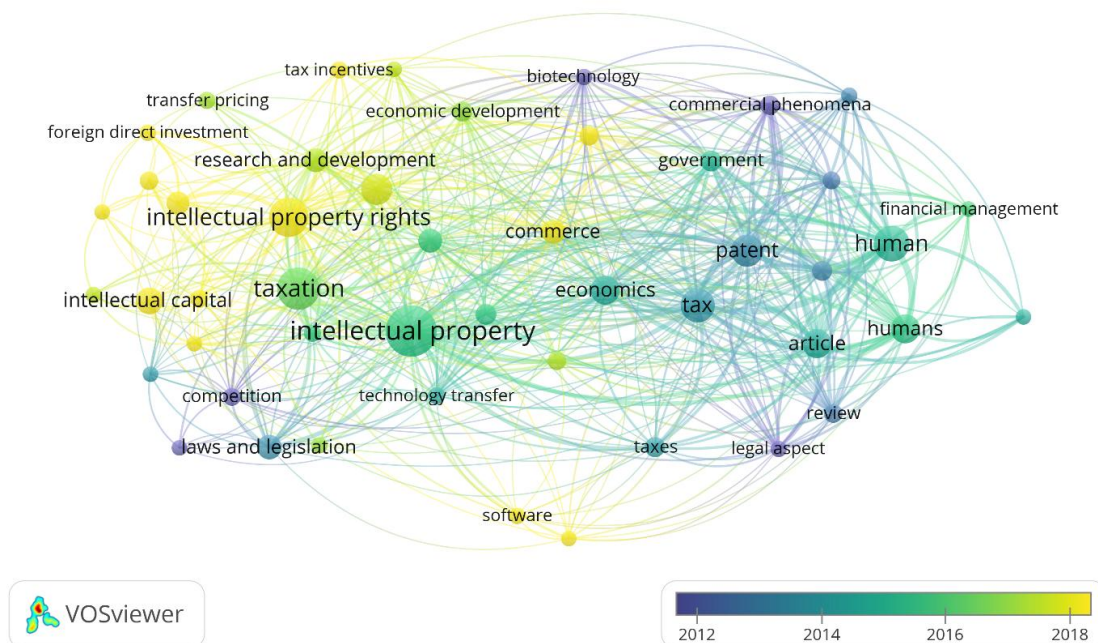 tax incentives
biotechnology
transfer pricing
economic development
commercial phenomena
foreign direct investment
research and development
government
intellectual property rights
financial management
commerce
human
patent
taxation
economics
intellectual capital
tax
intellectual property
humans
article
competition
technology transfer
review
laws and legislation
taxes
legal aspect
software
VOSviewer
2012
2014
2016
2018